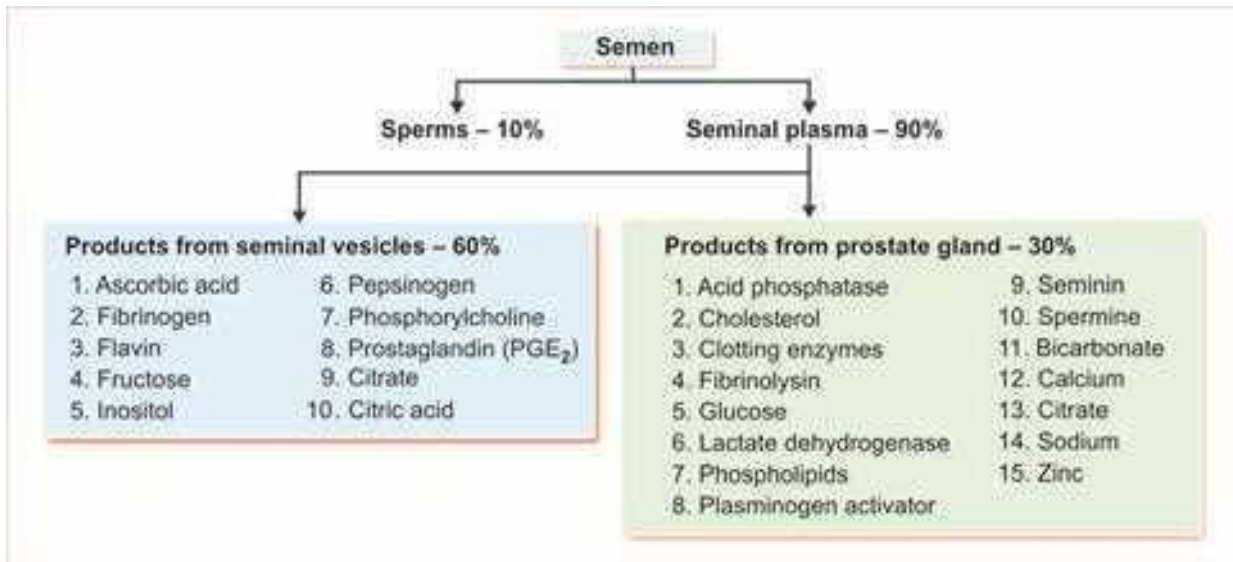 Semen
Sperms – 10%
Seminal plasma – 90%
Products from seminal vesicles – 60%
1. Ascorbic acid
2. Fibrinogen
3. Flavin
4. Fructose
5. Inositol
6. Pepsinogen
7. Phosphorylcholine
8. Prostaglandin (PGE₂)
9. Citrate
10. Citric acid
Products from prostate gland – 30%
1. Acid phosphatase
2. Cholesterol
3. Clotting enzymes
4. Fibrinolysin
5. Glucose
6. Lactate dehydrogenase
7. Phospholipids
8. Plasminogen activator
9. Seminin
10. Spermine
11. Bicarbonate
12. Calcium
13. Citrate
14. Sodium
15. Zinc